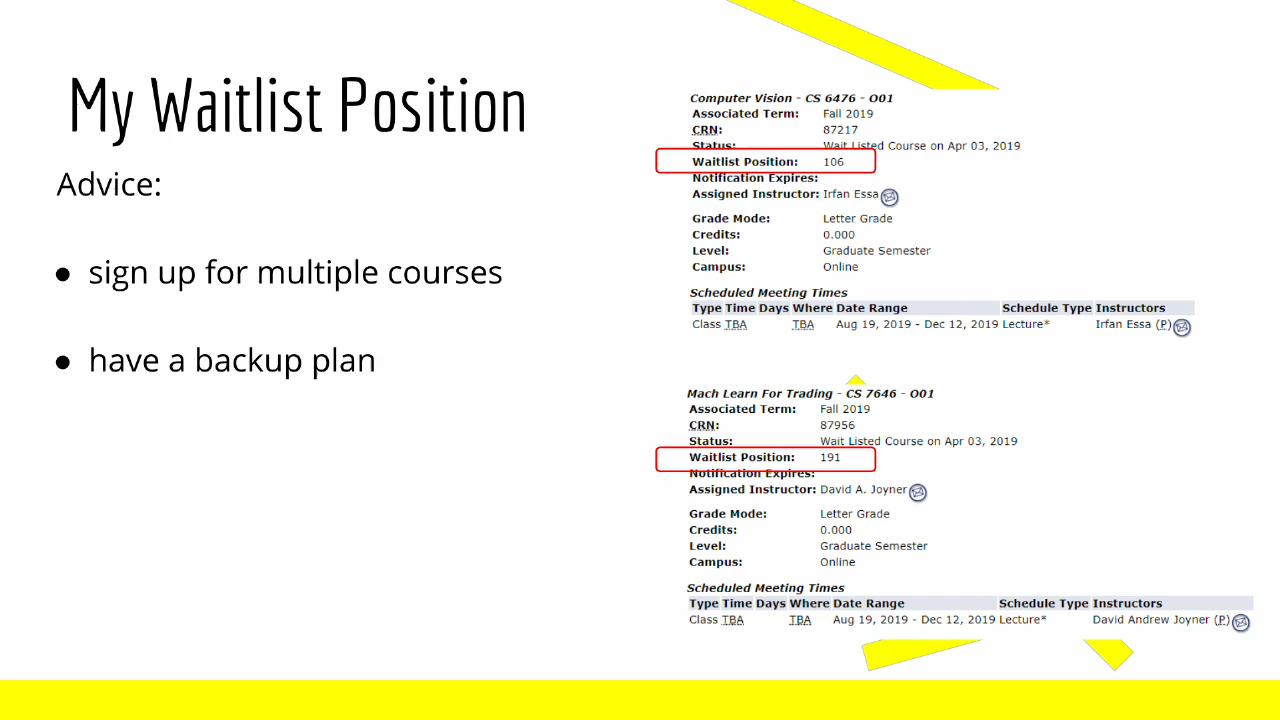 My Waitlist Position
Advice:
● sign up for multiple courses
● have a backup plan
Computer Vision - CS 6476 - O01
Associated Term: Fall 2019
CRN: 87217
Status: Wait Listed Course on Apr 03, 2019
Waitlist Position: 106
Notification Expires:
Assigned Instructor: Irfan Essa
Grade Mode: Letter Grade
Credits: 0.000
Level: Graduate Semester
Campus: Online
Scheduled Meeting Times
Type Time Days Where Date Range Schedule Type Instructors
Class TBA TBA Aug 19, 2019 - Dec 12, 2019 Lecture* Irfan Essa (P)
Mach Learn For Trading - CS 7646 - O01
Associated Term: Fall 2019
CRN: 87956
Status: Wait Listed Course on Apr 03, 2019
Waitlist Position: 191
Notification Expires:
Assigned Instructor: David A. Joyner
Grade Mode: Letter Grade
Credits: 0.000
Level: Graduate Semester
Campus: Online
Scheduled Meeting Times
Type Time Days Where Date Range Schedule Type Instructors
Class TBA TBA Aug 19, 2019 - Dec 12, 2019 Lecture* David Andrew Joyner (P)